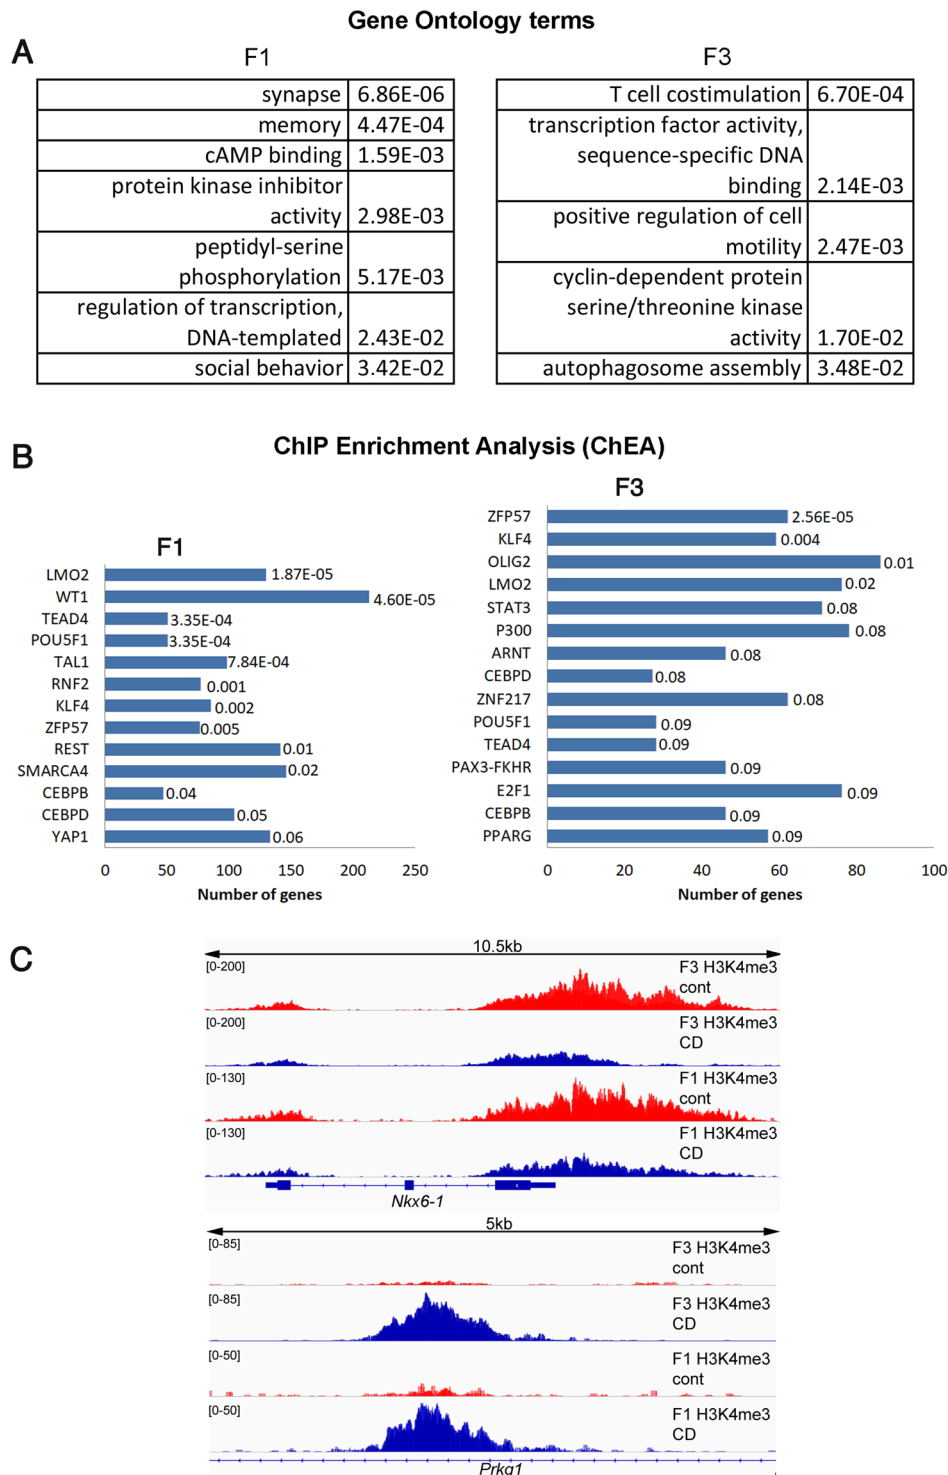 Gene Ontology terms
A
F1
F3
synapse 6.86E-06
memory 4.47E-04
cAMP binding 1.59E-03
protein kinase inhibitor
activity 2.98E-03
peptidyl-serine
phosphorylation 5.17E-03
regulation of transcription,
DNA-templated 2.43E-02
social behavior 3.42E-02
T cell costimulation 6.70E-04
transcription factor activity,
sequence-specific DNA
binding 2.14E-03
positive regulation of cell
motility 2.47E-03
cyclin-dependent protein
serine/threonine kinase
activity 1.70E-02
autophagosome assembly 3.48E-02
B
ChIP Enrichment Analysis (ChEA)
F1
LMO2 1.87E-05
WT1 4.60E-05
TEAD4 3.35E-04
POU5F1 3.35E-04
TAL1 7.84E-04
RNF2 0.001
KLF4 0.002
ZFP57 0.005
REST 0.01
SMARCA4 0.02
CEBPB 0.04
CEBPD 0.05
YAP1 0.06
0 50 100 150 200 250
Number of genes
F3
ZFP57 2.56E-05
KLF4 0.004
OLIG2 0.01
LMO2 0.02
STAT3 0.08
P300 0.08
ARNT 0.08
CEBPD 0.08
ZNF217 0.08
POU5F1 0.09
TEAD4 0.09
PAX3-FKHR 0.09
E2F1 0.09
CEBPB 0.09
PPARG 0.09
0 20 40 60 80 100
Number of genes
C
10.5kb
[0-200] F3 H3K4me3
cont
[0-200] F3 H3K4me3
CD
[0-130] F1 H3K4me3
cont
[0-130] F1 H3K4me3
CD
Nkx6-1
5kb
[0-85] F3 H3K4me3
cont
[0-85] F3 H3K4me3
CD
[0-50] F1 H3K4me3
cont
[0-50] F1 H3K4me3
CD
Prkg1